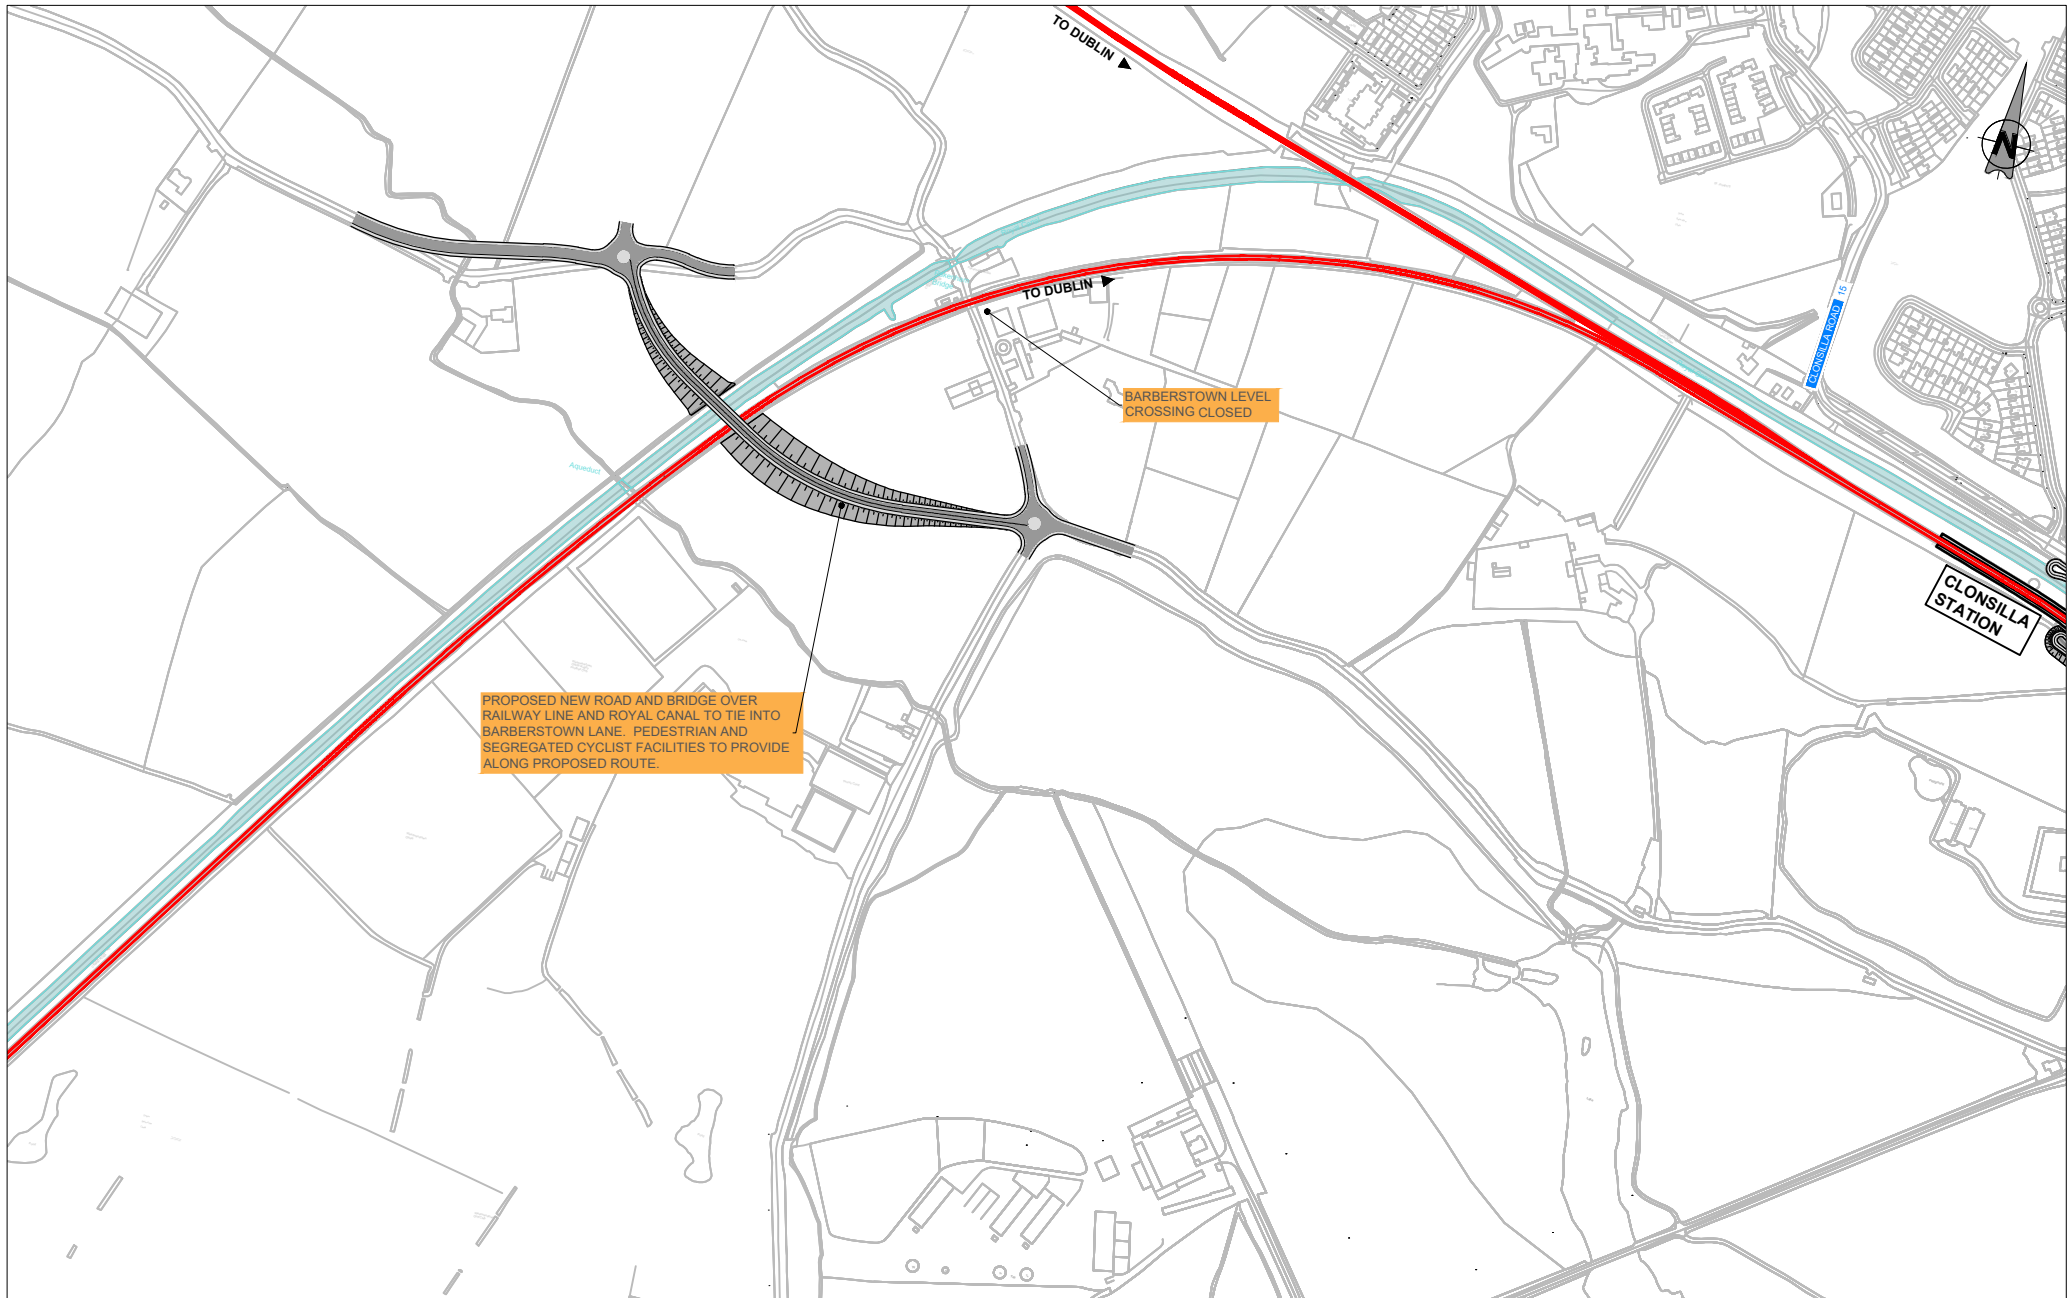 TO DUBLIN
N
TO DUBLIN
CLONSILLA ROAD 15
BARBERSTOWN LEVEL
CROSSING CLOSED
Aqueduct
CLONSILLA
STATION
PROPOSED NEW ROAD AND BRIDGE OVER
RAILWAY LINE AND ROYAL CANAL TO TIE INTO
BARBERSTOWN LANE. PEDESTRIAN AND
SEGREGATED CYCLIST FACILITIES TO PROVIDE
ALONG PROPOSED ROUTE.